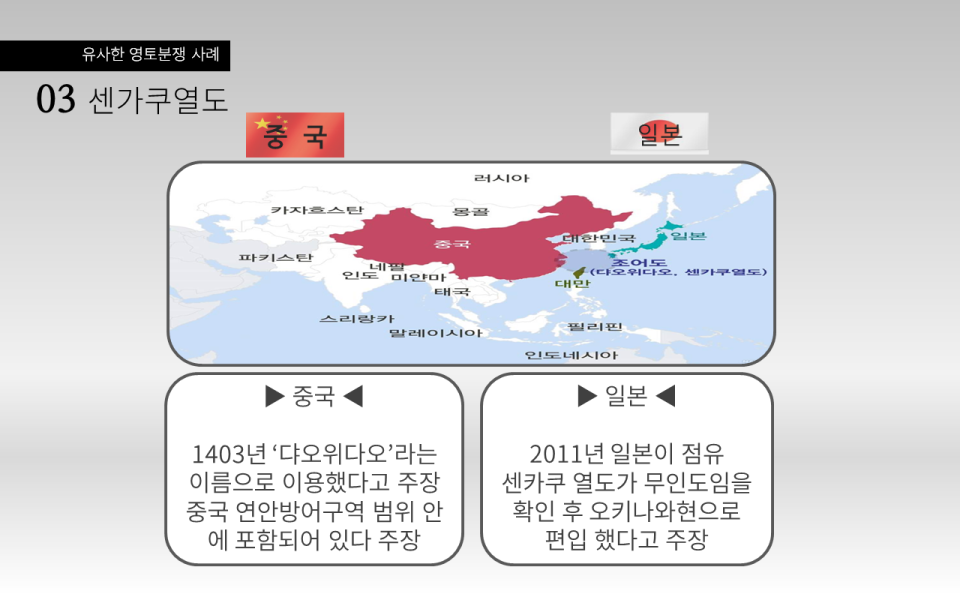 유사한 영토분쟁 사례
03 센가쿠열도
중 국
일본
러시아
카자흐스탄
몽골
중국
대한민국
일본
파키스탄
네팔
인도
미얀마
조어도
(댜오위다오, 센카쿠열도)
대만
태국
스리랑카
말레이시아
필리핀
인도네시아
▶ 중국 ◀
1403년 ‘댜오위다오’라는
이름으로 이용했다고 주장
중국 연안방어구역 범위 안
에 포함되어 있다 주장
▶ 일본 ◀
2011년 일본이 점유
센카쿠 열도가 무인도임을
확인 후 오키나와현으로
편입 했다고 주장